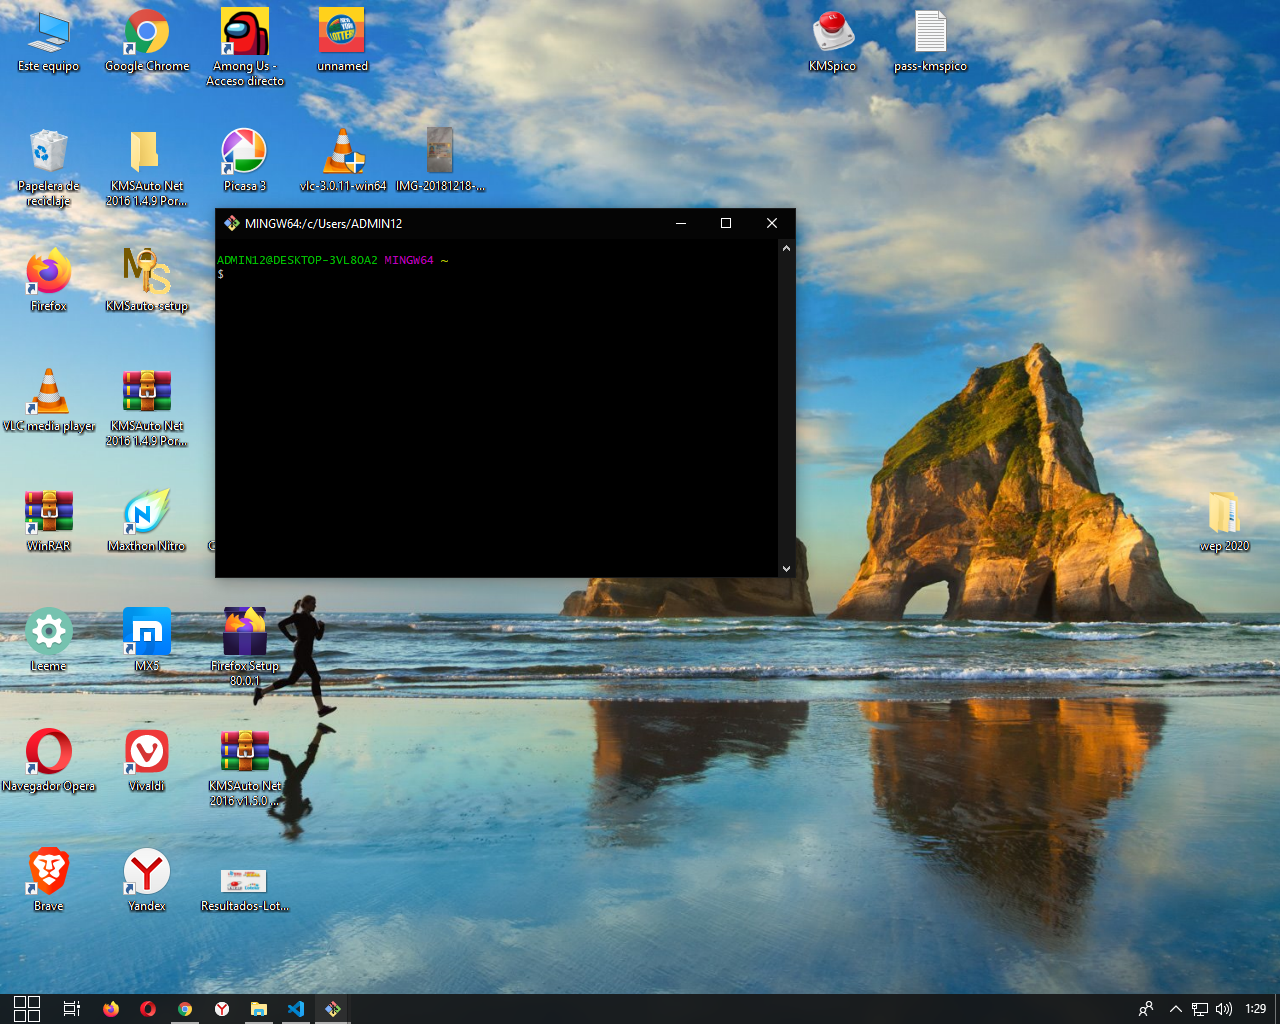 Este equipo
Google Chrome
Among Us -
Acceso directo
unnamed
KMSpico
pass-kmspico
Papelera de
reciclaje
KMSAuto Net
2016 1.4.9 Por...
Picasa 3
vlc-3.0.11-win64
IMG-20181218-...
MINGW64:/c/Users/ADMIN12
ADMIN12@DESKTOP-3VL8OA2 MINGW64 ~
$
Firefox
KMSauto-setup
VLC media player
KMSAuto Net
2016 1.4.9 Por...
WinRAR
Maxthon Nitro
wep 2020
Leeme
MX5
Firefox Setup
80.0.1
Navegador Opera
Vivaldi
KMSAuto Net
2016 v1.5.0 ...
Brave
Yandex
Resultados-Lot...
1:29